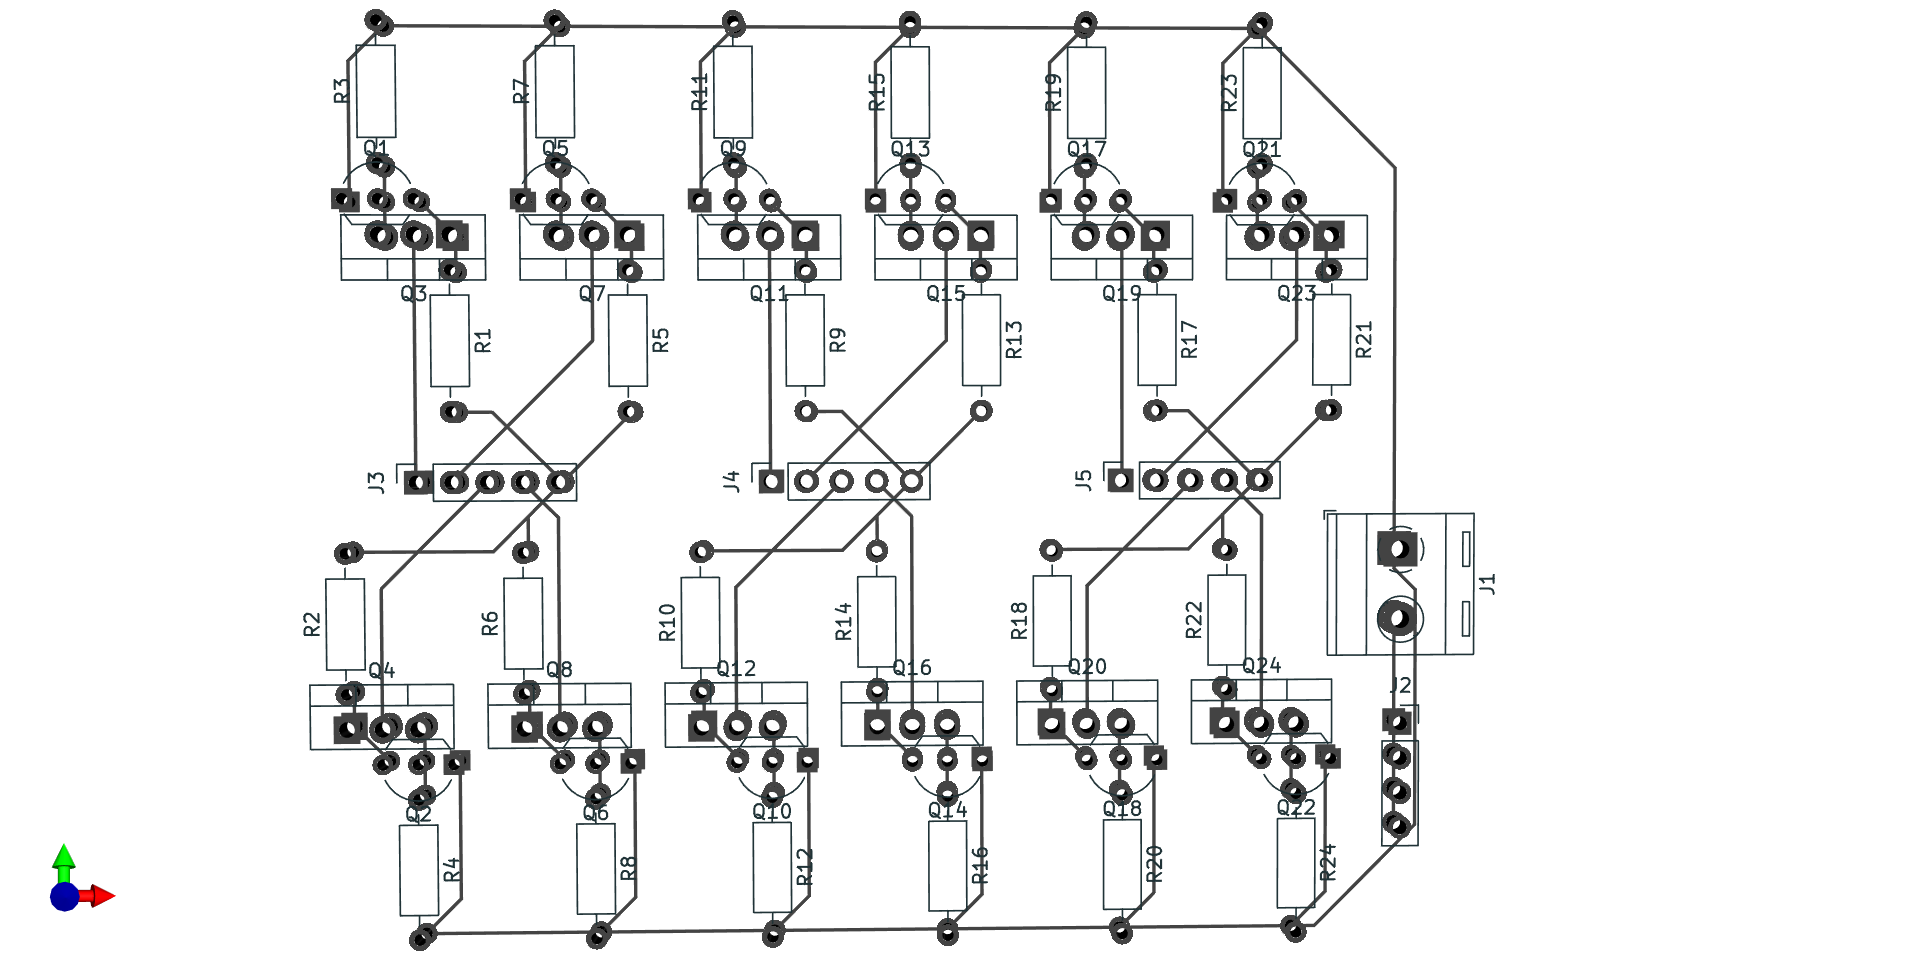 R3 R7 R11 R15 R19 R23
Q1 Q5 Q9 Q13 Q17 Q21
Q3 Q7 Q11 Q15 Q19 Q23
R1 R5 R9 R13 R17 R21
J3 J4 J5
J1
R2 R6 R10 R14 R18 R22
Q4 Q8 Q12 Q16 Q20 Q24
J2
Q2 Q6 Q10 Q14 Q18 Q22
R4 R8 R12 R16 R20 R24